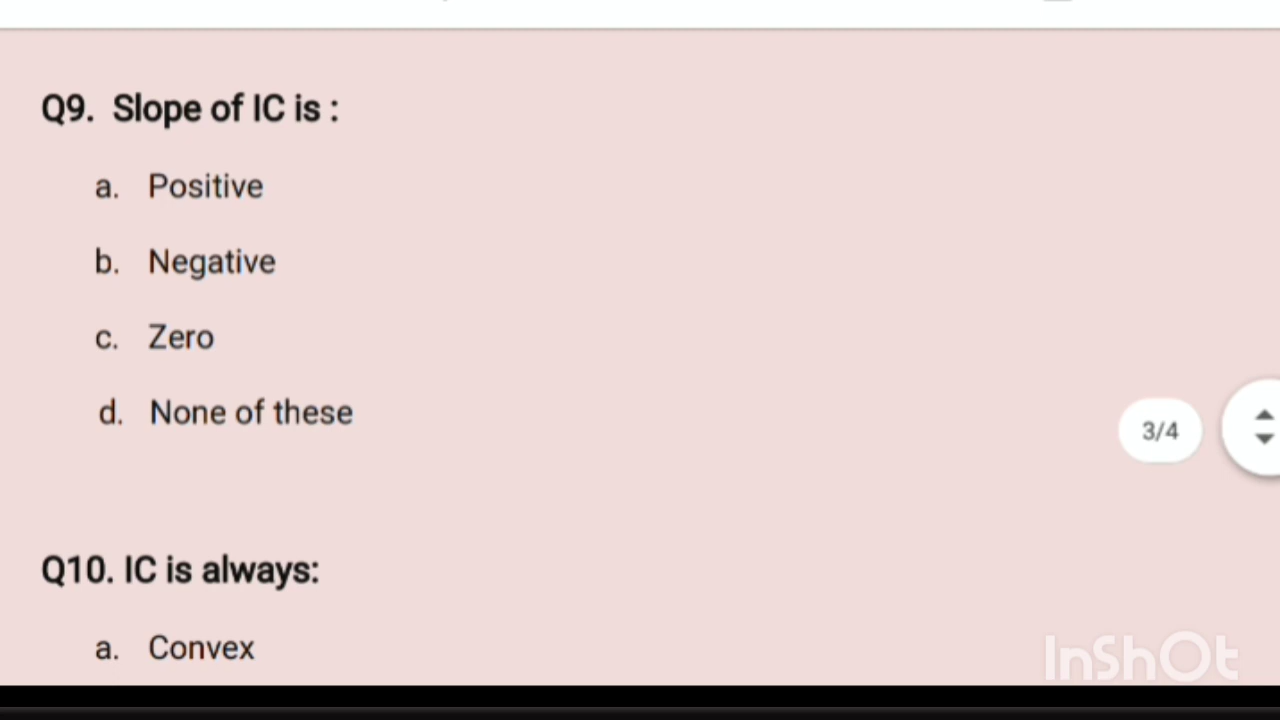 Q9. Slope of IC is :
a. Positive
b. Negative
c. Zero
d. None of these
3/4
Q10. IC is always:
a. Convex
InShOt